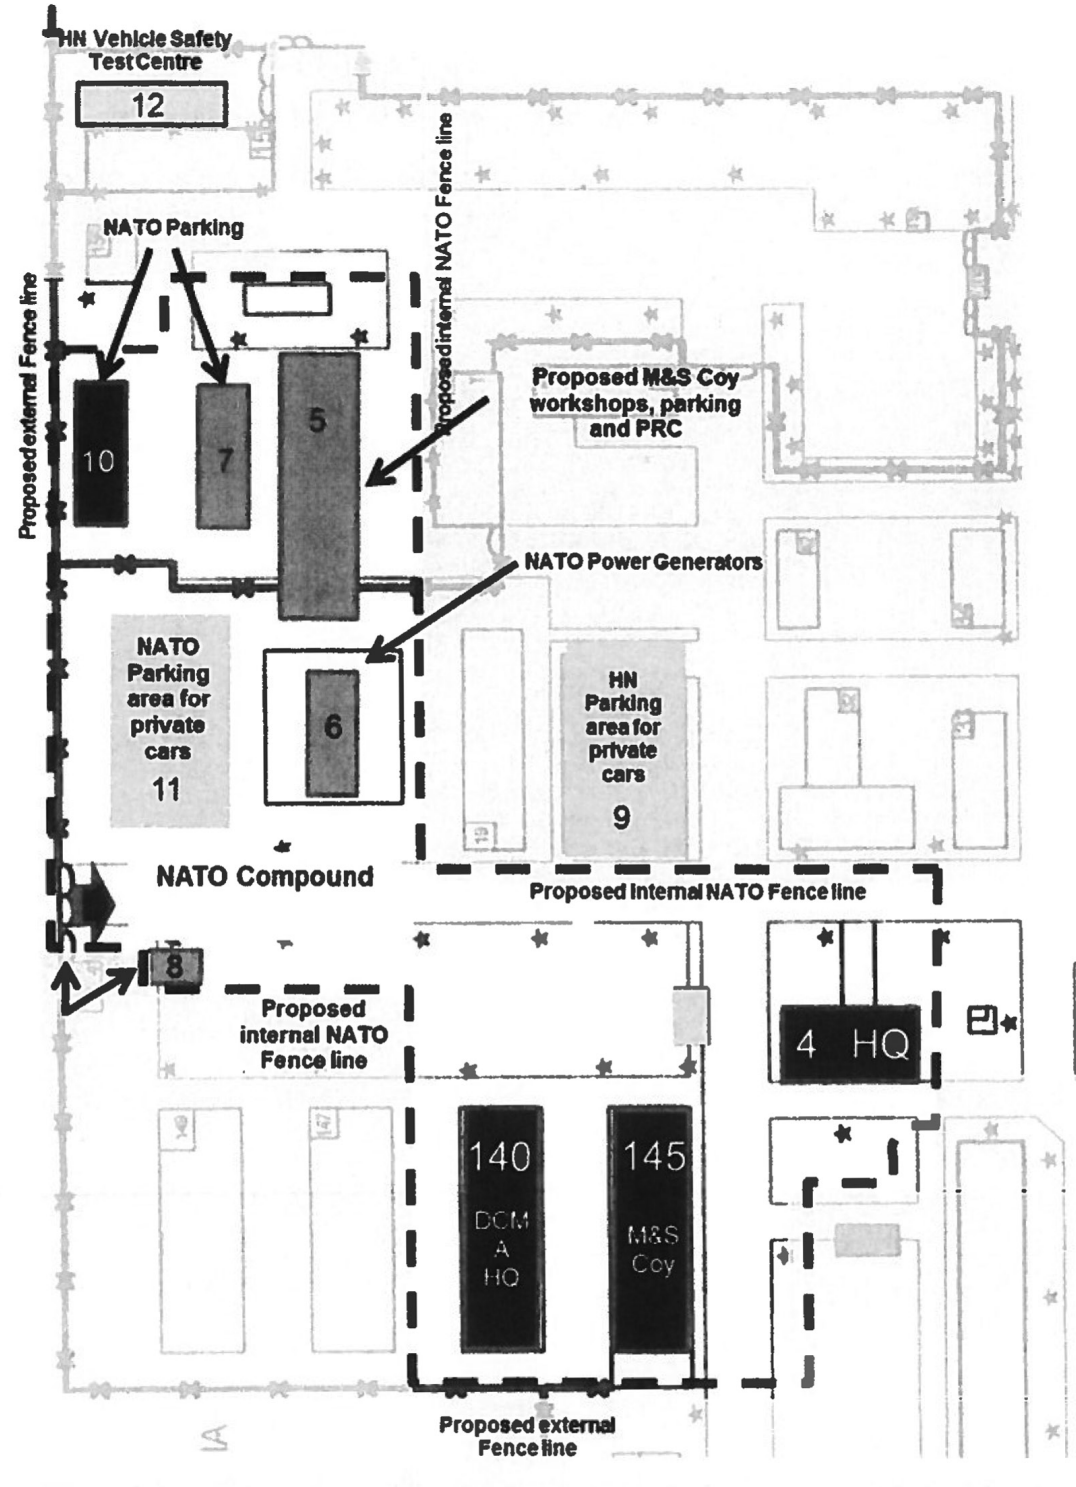 HN Vehicle Safety
Test Centre
12
NATO Parking
Proposed internal NATO Fence line
Proposed external Fence line
10
7
5
Proposed M&S Coy
workshops, parking
and PRC
NATO Power Generators
NATO
Parking
area for
private
cars
11
6
HN
Parking
area for
private
cars
9
19
NATO Compound
Proposed Internal NATO Fence line
8
Proposed
internal NATO
Fence line
4 HQ
149
147
140
DCM
A
HQ
145
M&S
Coy
Proposed external
Fence line